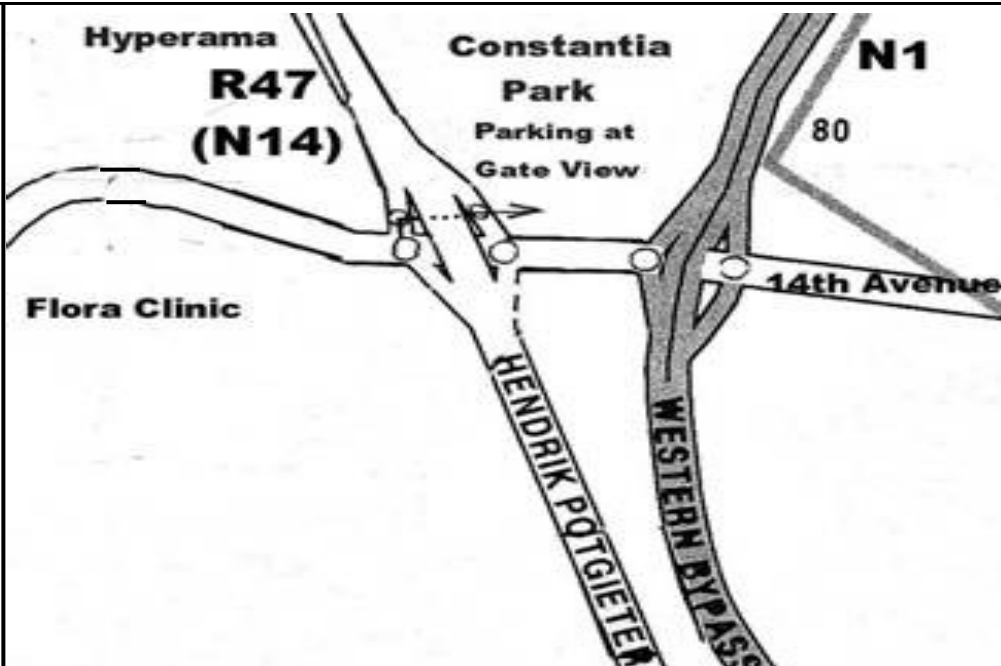 Hyperama
R47
(N14)
Constantia
Park
Parking at
Gate View
N1
80
14th Avenue
Flora Clinic
HENDRIK POTGIETER
WESTERN BYPASS